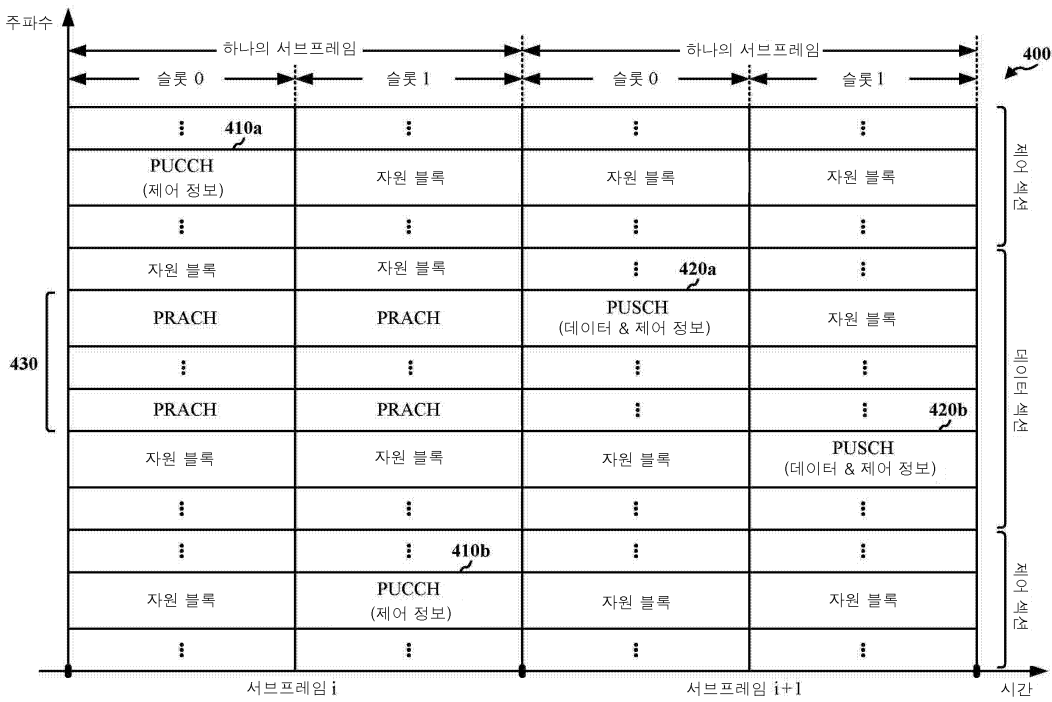 주파수
하나의 서브프레임 하나의 서브프레임
400
슬롯 0 슬롯 1 슬롯 0 슬롯 1
410a
PUCCH
(제어 정보)
자원 블록 자원 블록 자원 블록
제어 섹션
자원 블록 자원 블록
420a
430
PRACH PRACH
PUSCH
(데이터 & 제어 정보)
자원 블록
데이터 섹션
PRACH PRACH
420b
자원 블록 자원 블록 자원 블록
PUSCH
(데이터 & 제어 정보)
410b
자원 블록
PUCCH
(제어 정보)
자원 블록 자원 블록
제어 섹션
서브프레임 i 서브프레임 i+1 시간